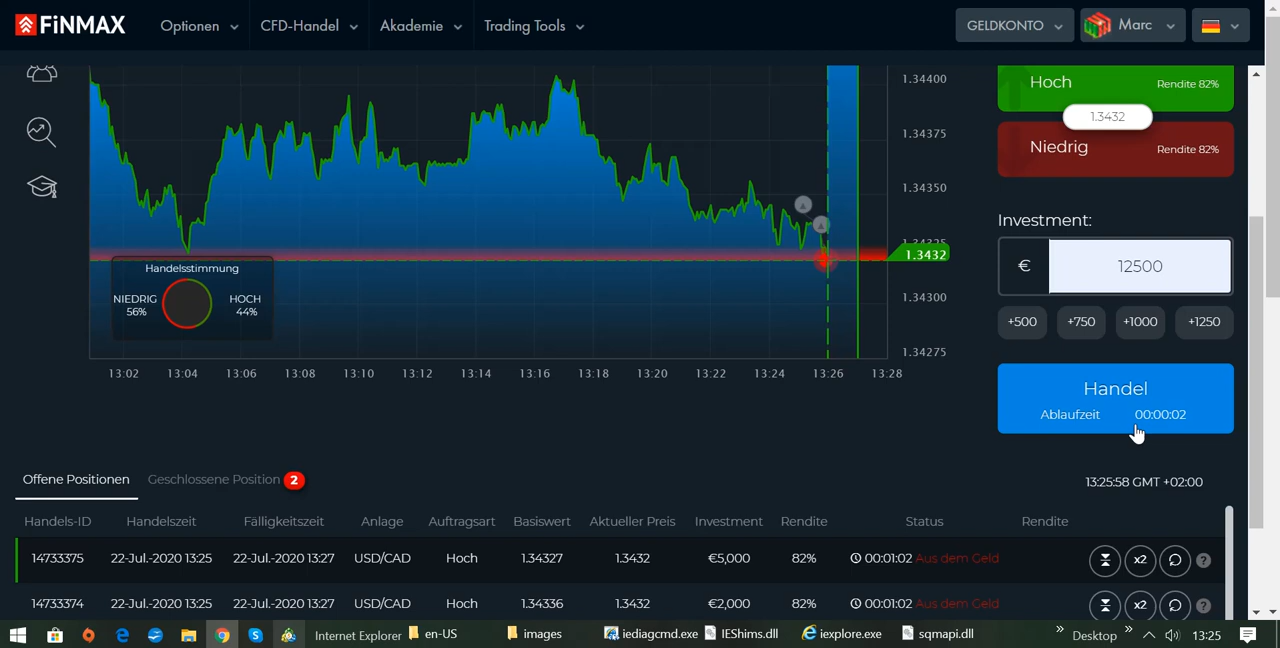 FiNMAX
Optionen
CFD-Handel
Akademie
Trading Tools
GELDKONTO
Marc
1.34400
1.34375
1.34350
1.3432
1.34300
1.34275
Handelsstimmung
NIEDRIG
56%
HOCH
44%
13:02 13:04 13:06 13:08 13:10 13:12 13:14 13:16 13:18 13:20 13:22 13:24 13:26 13:28
Hoch Rendite 82%
1.3432
Niedrig Rendite 82%
Investment:
€ 12500
+500 +750 +1000 +1250
Handel
Ablaufzeit 00:00:02
Offene Positionen Geschlossene Position 2
13:25:58 GMT +02:00
Handels-ID Handelszeit Fälligkeitszeit Anlage Auftragsart Basiswert Aktueller Preis Investment Rendite Status Rendite
14733375 22-Jul.-2020 13:25 22-Jul.-2020 13:27 USD/CAD Hoch 1.34327 1.3432 €5,000 82% 00:01:02 Aus dem Geld x2 ?
14733374 22-Jul.-2020 13:25 22-Jul.-2020 13:27 USD/CAD Hoch 1.34336 1.3432 €2,000 82% 00:01:02 Aus dem Geld x2 ?
Internet Explorer en-US images iediagcmd.exe IEShims.dll iexplore.exe sqmapi.dll » Desktop » 13:25